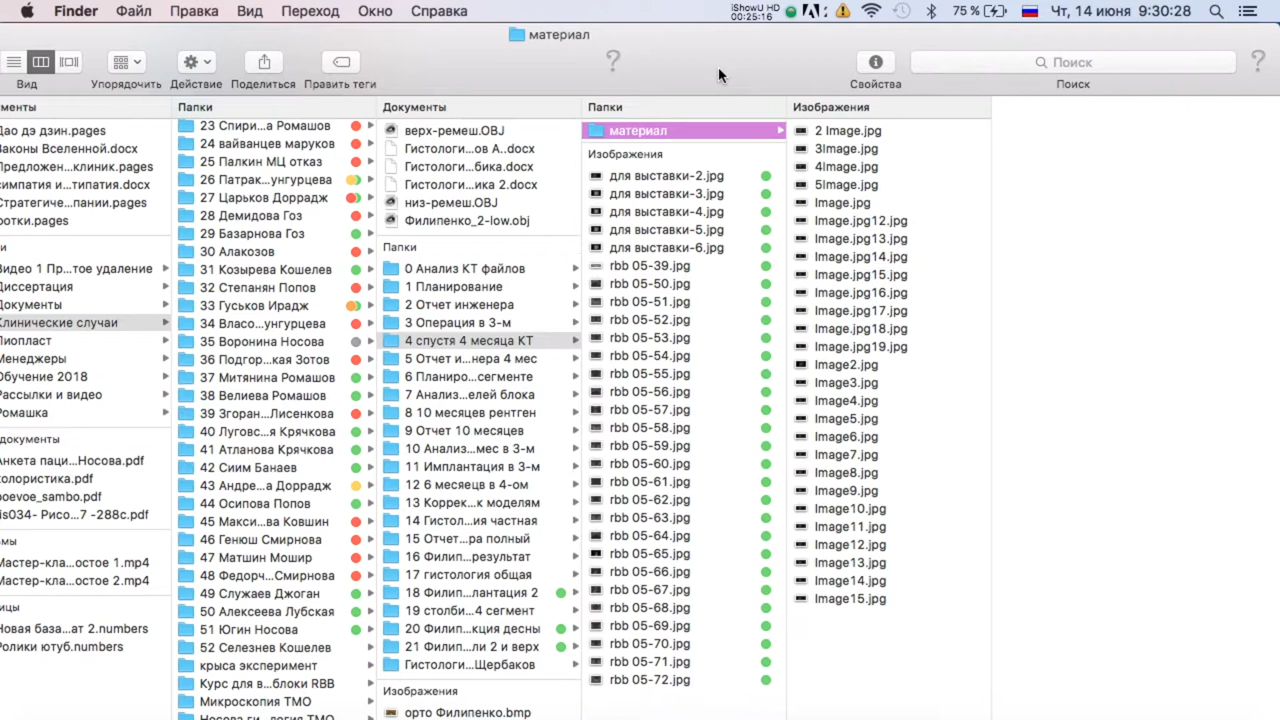 Finder Файл Правка Вид Переход Окно Справка iShowU HD 00:25:16 75 % Чт, 14 июня 9:30:28
материал
Поиск
Вид Упорядочить Действие Поделиться Править теги Свойства Поиск
менты
Дао дэ дзин.pages
Законы Вселенной.docx
Предложен...клиник.pages
симпатия и...типатия.docx
Стратегиче...пании.pages
ротки.pages
Видео 1 Пр...тое удаление
Диссертация
Документы
Клинические случаи
Лиопласт
Менеджеры
Обучение 2018
Рассылки и видео
Ромашка
документы
Анкета паци...Носова.pdf
колористика.pdf
boevoe_sambo.pdf
is034- Рисо...7 -288c.pdf
Мастер-кла...остое 1.mp4
Мастер-кла...остое 2.mp4
Новая база...ат 2.numbers
Ролики ютуб.numbers
Папки
23 Спири...а Ромашов
24 вайванцев маруков
25 Палкин МЦ отказ
26 Патрак...унгурцева
27 Царьков Доррадж
28 Демидова Гоз
29 Базарнова Гоз
30 Алакозов
31 Козырева Кошелев
32 Степанян Попов
33 Гуськов Ирадж
34 Власо...унгурцева
35 Воронина Носова
36 Подгор...кая Зотов
37 Митянина Ромашов
38 Велиева Ромашов
39 Згоран...Лисенкова
40 Луговс...я Крячкова
41 Атланова Крячкова
42 Сиим Банаев
43 Андре...а Доррадж
44 Осипова Попов
45 Макси...ва Ковшин
46 Генюш Смирнова
47 Матшин Мошир
48 Федорч...Смирнова
49 Служаев Джоган
50 Алексеева Лубская
51 Югин Носова
52 Селезнев Кошелев
крыса эксперимент
Курс для в...блоки RBB
Микроскопия ТМО
Носова ги...логия ТМО
Документы
верх-ремеш.OBJ
Гистологи...ов А..docx
Гистологи...бика.docx
Гистологи...ика 2.docx
низ-ремеш.OBJ
Филипенко_2-low.obj
Папки
0 Анализ КТ файлов
1 Планирование
2 Отчет инженера
3 Операция в 3-м
4 спустя 4 месяца КТ
5 Отчет и...нера 4 мес
6 Планиро...сегменте
7 Анализ...елей блока
8 10 месяцев рентген
9 Отчет 10 месяцев
10 Анализ...мес в 3-м
11 Имплантация в 3-м
12 6 месяецв в 4-ом
13 Коррек...к моделям
14 Гистол...ия частная
15 Отчет...ра полный
16 Филип...результат
17 гистология общая
18 Филип...лантация 2
19 столби...4 сегмент
20 Филип...кция десны
21 Филип...ли 2 и верх
Гистологи...Щербаков
Изображения
орто Филипенко.bmp
Папки
материал
Изображения
для выставки-2.jpg
для выставки-3.jpg
для выставки-4.jpg
для выставки-5.jpg
для выставки-6.jpg
rbb 05-39.jpg
rbb 05-50.jpg
rbb 05-51.jpg
rbb 05-52.jpg
rbb 05-53.jpg
rbb 05-54.jpg
rbb 05-55.jpg
rbb 05-56.jpg
rbb 05-57.jpg
rbb 05-58.jpg
rbb 05-59.jpg
rbb 05-60.jpg
rbb 05-61.jpg
rbb 05-62.jpg
rbb 05-63.jpg
rbb 05-64.jpg
rbb 05-65.jpg
rbb 05-66.jpg
rbb 05-67.jpg
rbb 05-68.jpg
rbb 05-69.jpg
rbb 05-70.jpg
rbb 05-71.jpg
rbb 05-72.jpg
Изображения
2 Image.jpg
3Image.jpg
4Image.jpg
5Image.jpg
Image.jpg
Image.jpg12.jpg
Image.jpg13.jpg
Image.jpg14.jpg
Image.jpg15.jpg
Image.jpg16.jpg
Image.jpg17.jpg
Image.jpg18.jpg
Image.jpg19.jpg
Image2.jpg
Image3.jpg
Image4.jpg
Image5.jpg
Image6.jpg
Image7.jpg
Image8.jpg
Image9.jpg
Image10.jpg
Image11.jpg
Image12.jpg
Image13.jpg
Image14.jpg
Image15.jpg